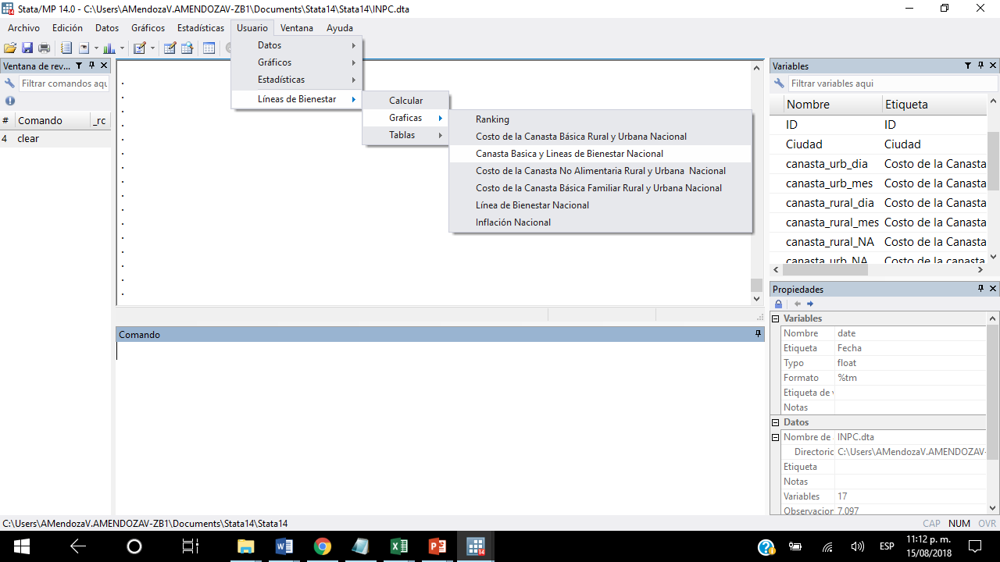 Stata/MP 14.0 - C:\Users\AMendozaV.AMENDOZAV-ZB1\Documents\Stata14\Stata14\INPC.dta
Archivo Edición Datos Gráficos Estadísticas Usuario Ventana Ayuda
Datos
Gráficos
Estadísticas
Líneas de Bienestar
Calcular
Graficas
Tablas
Ranking
Costo de la Canasta Básica Rural y Urbana Nacional
Canasta Basica y Lineas de Bienestar Nacional
Costo de la Canasta No Alimentaria Rural y Urbana Nacional
Costo de la Canasta Básica Familiar Rural y Urbana Nacional
Línea de Bienestar Nacional
Inflación Nacional
Ventana de rev...
Filtrar comandos aqu
# Comando _rc
4 clear
Comando
Variables
Filtrar variables aqui
Nombre Etiqueta
ID ID
Ciudad Ciudad
canasta_urb_dia Costo de la Canasta
canasta_urb_mes Costo de la Canasta
canasta_rural_dia Costo de la Canasta
canasta_rural_mes Costo de la Canasta
canasta_rural_NA Costo de la Canasta
canasta_urb_NA Costo de la canasta
Propiedades
Variables
Nombre date
Etiqueta Fecha
Typo float
Formato %tm
Etiqueta de v
Notas
Datos
Nombre de INPC.dta
Directoric C:\Users\AMendozaV.AMENDOZAV-
Etiqueta
Notas
Variables 17
Observacion 7,097
C:\Users\AMendozaV.AMENDOZAV-ZB1\Documents\Stata14\Stata14
CAP NUM OVR
ESP
11:12 p. m.
15/08/2018